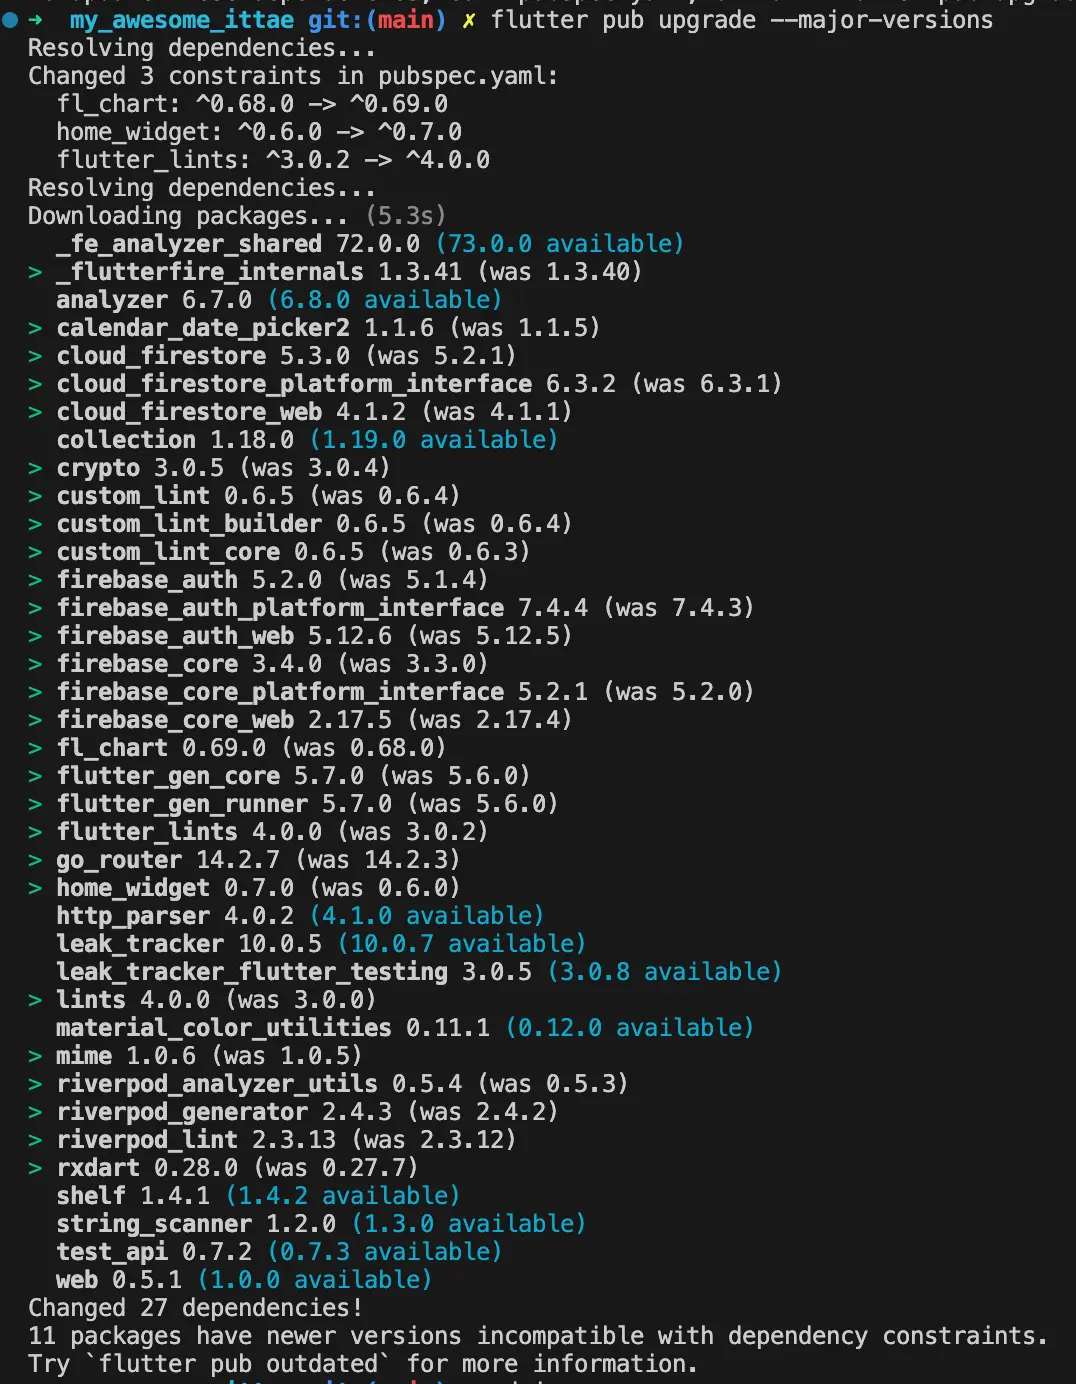 ➜ my_awesome_ittae git:(main) ✗ flutter pub upgrade --major-versions
Resolving dependencies...
Changed 3 constraints in pubspec.yaml:
fl_chart: ^0.68.0 -> ^0.69.0
home_widget: ^0.6.0 -> ^0.7.0
flutter_lints: ^3.0.2 -> ^4.0.0
Resolving dependencies...
Downloading packages... (5.3s)
_fe_analyzer_shared 72.0.0 (73.0.0 available)
> _flutterfire_internals 1.3.41 (was 1.3.40)
analyzer 6.7.0 (6.8.0 available)
> calendar_date_picker2 1.1.6 (was 1.1.5)
> cloud_firestore 5.3.0 (was 5.2.1)
> cloud_firestore_platform_interface 6.3.2 (was 6.3.1)
> cloud_firestore_web 4.1.2 (was 4.1.1)
collection 1.18.0 (1.19.0 available)
> crypto 3.0.5 (was 3.0.4)
> custom_lint 0.6.5 (was 0.6.4)
> custom_lint_builder 0.6.5 (was 0.6.4)
> custom_lint_core 0.6.5 (was 0.6.3)
> firebase_auth 5.2.0 (was 5.1.4)
> firebase_auth_platform_interface 7.4.4 (was 7.4.3)
> firebase_auth_web 5.12.6 (was 5.12.5)
> firebase_core 3.4.0 (was 3.3.0)
> firebase_core_platform_interface 5.2.1 (was 5.2.0)
> firebase_core_web 2.17.5 (was 2.17.4)
> fl_chart 0.69.0 (was 0.68.0)
> flutter_gen_core 5.7.0 (was 5.6.0)
> flutter_gen_runner 5.7.0 (was 5.6.0)
> flutter_lints 4.0.0 (was 3.0.2)
> go_router 14.2.7 (was 14.2.3)
> home_widget 0.7.0 (was 0.6.0)
http_parser 4.0.2 (4.1.0 available)
leak_tracker 10.0.5 (10.0.7 available)
leak_tracker_flutter_testing 3.0.5 (3.0.8 available)
> lints 4.0.0 (was 3.0.0)
material_color_utilities 0.11.1 (0.12.0 available)
> mime 1.0.6 (was 1.0.5)
> riverpod_analyzer_utils 0.5.4 (was 0.5.3)
> riverpod_generator 2.4.3 (was 2.4.2)
> riverpod_lint 2.3.13 (was 2.3.12)
> rxdart 0.28.0 (was 0.27.7)
shelf 1.4.1 (1.4.2 available)
string_scanner 1.2.0 (1.3.0 available)
test_api 0.7.2 (0.7.3 available)
web 0.5.1 (1.0.0 available)
Changed 27 dependencies!
11 packages have newer versions incompatible with dependency constraints.
Try `flutter pub outdated` for more information.